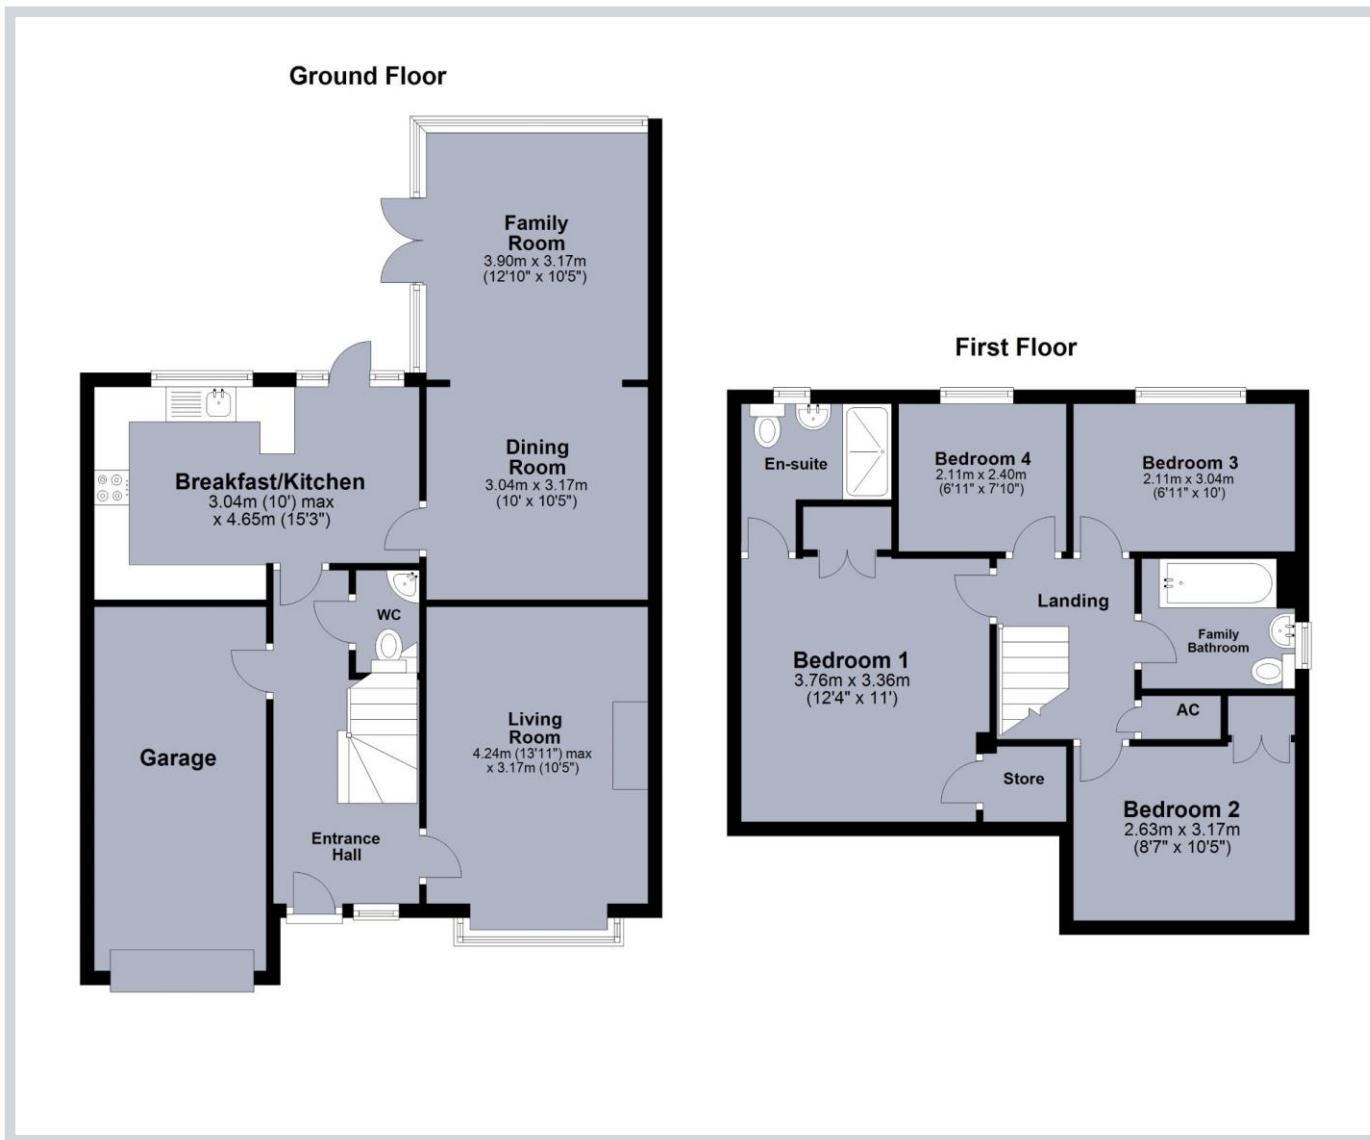 Ground Floor
Family
Room
3.90m x 3.17m
(12'10" x 10'5")
Breakfast/Kitchen
3.04m (10') max
x 4.65m (15'3")
Dining
Room
3.04m x 3.17m
(10' x 10'5")
WC
Garage
Living
Room
4.24m (13'11") max
x 3.17m (10'5")
Entrance
Hall
First Floor
En-suite
Bedroom 4
2.11m x 2.40m
(6'11" x 7'10")
Bedroom 3
2.11m x 3.04m
(6'11" x 10')
Landing
Family
Bathroom
Bedroom 1
3.76m x 3.36m
(12'4" x 11')
AC
Store
Bedroom 2
2.63m x 3.17m
(8'7" x 10'5")